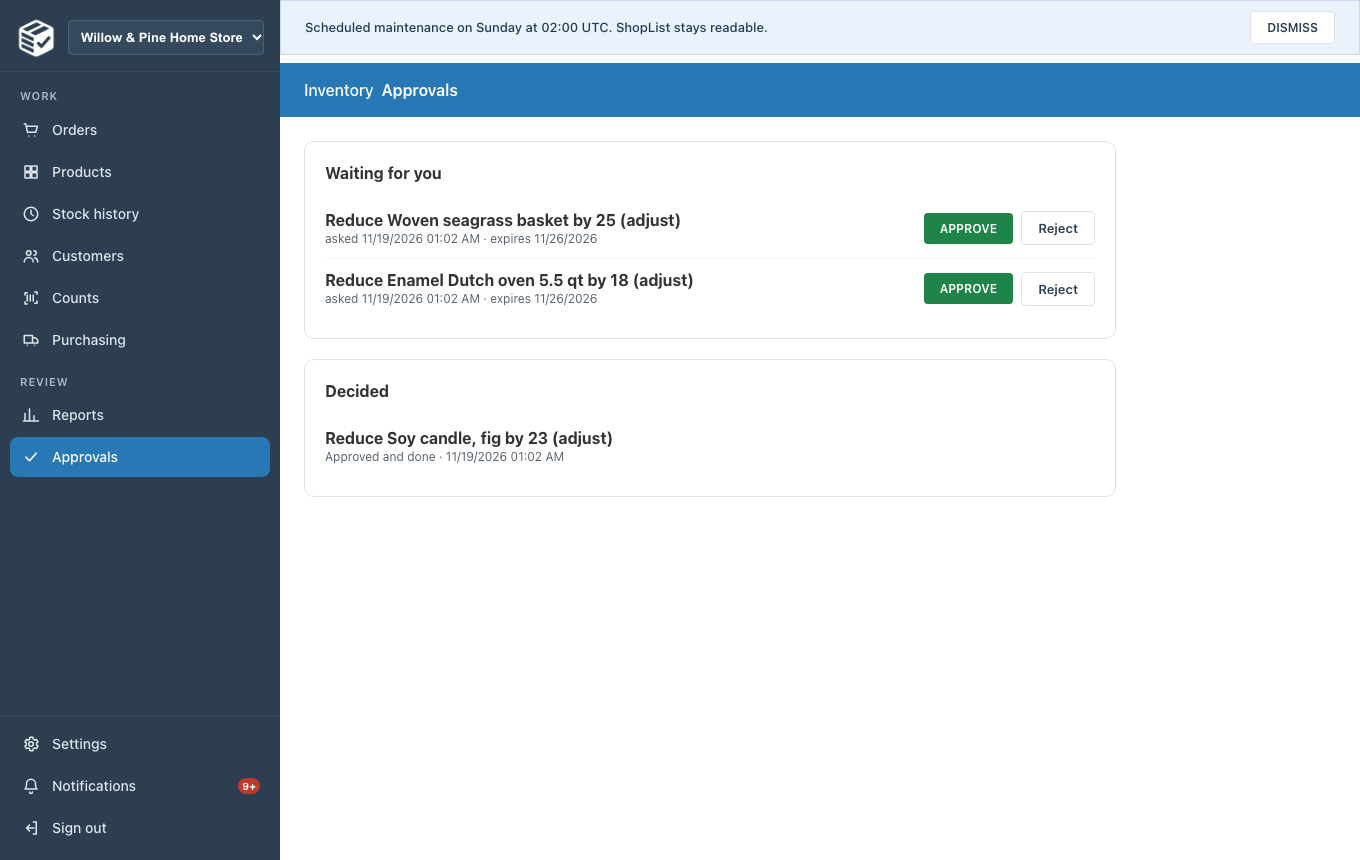 Willow & Pine Home Store
WORK
Orders
Products
Stock history
Customers
Counts
Purchasing
REVIEW
Reports
Approvals
Settings
Notifications 9+
Sign out
Scheduled maintenance on Sunday at 02:00 UTC. ShopList stays readable. DISMISS
Inventory Approvals
Waiting for you
Reduce Woven seagrass basket by 25 (adjust)
asked 11/19/2026 01:02 AM · expires 11/26/2026
APPROVE Reject
Reduce Enamel Dutch oven 5.5 qt by 18 (adjust)
asked 11/19/2026 01:02 AM · expires 11/26/2026
APPROVE Reject
Decided
Reduce Soy candle, fig by 23 (adjust)
Approved and done · 11/19/2026 01:02 AM